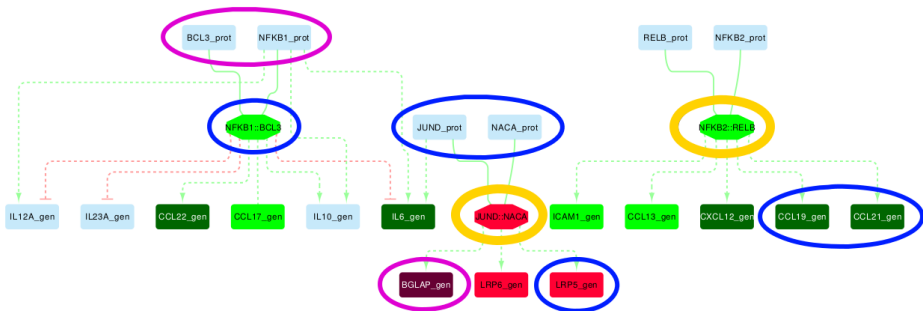 BCL3_prot NFKB1_prot RELB_prot NFKB2_prot
NFKB1::BCL3 JUND_prot NACA_prot NFKB2::RELB
IL12A_gen IL23A_gen CCL22_gen CCL17_gen IL10_gen IL6_gen JUND::NACA ICAM1_gen CCL13_gen CXCL12_gen CCL19_gen CCL21_gen
BGLAP_gen LRP6_gen LRP5_gen